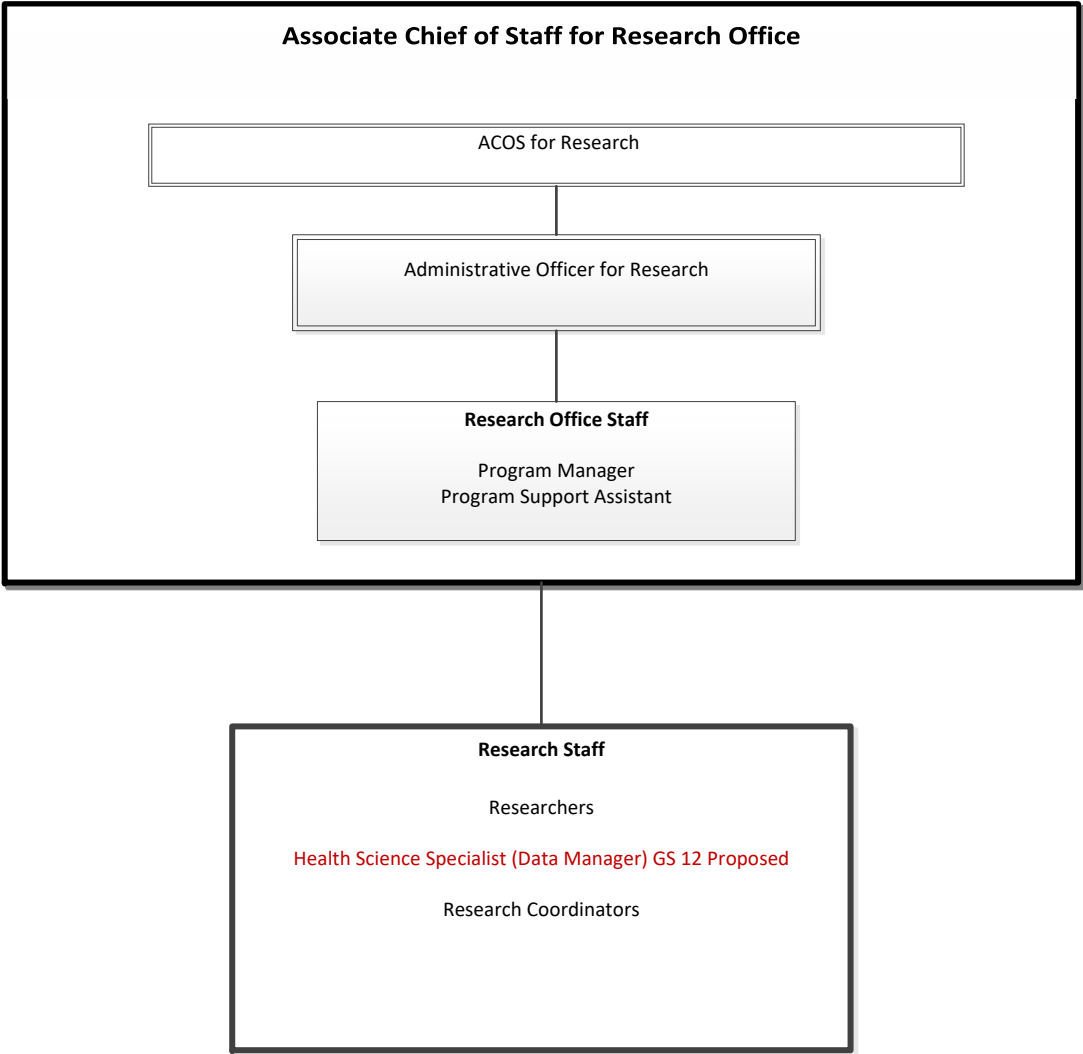 Associate Chief of Staff for Research Office
ACOS for Research
Administrative Officer for Research
Research Office Staff
Program Manager
Program Support Assistant
Research Staff
Researchers
Health Science Specialist (Data Manager) GS 12 Proposed
Research Coordinators